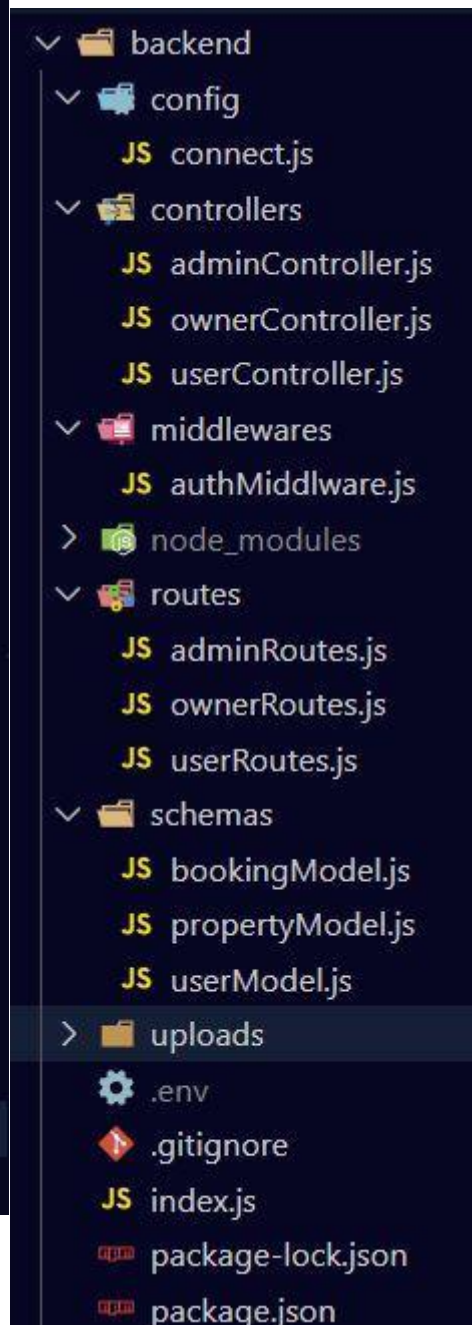 backend
config
JS connect.js
controllers
JS adminController.js
JS ownerController.js
JS userController.js
middlewares
JS authMiddlware.js
node_modules
routes
JS adminRoutes.js
JS ownerRoutes.js
JS userRoutes.js
schemas
JS bookingModel.js
JS propertyModel.js
JS userModel.js
uploads
.env
.gitignore
JS index.js
npm package-lock.json
npm package.json